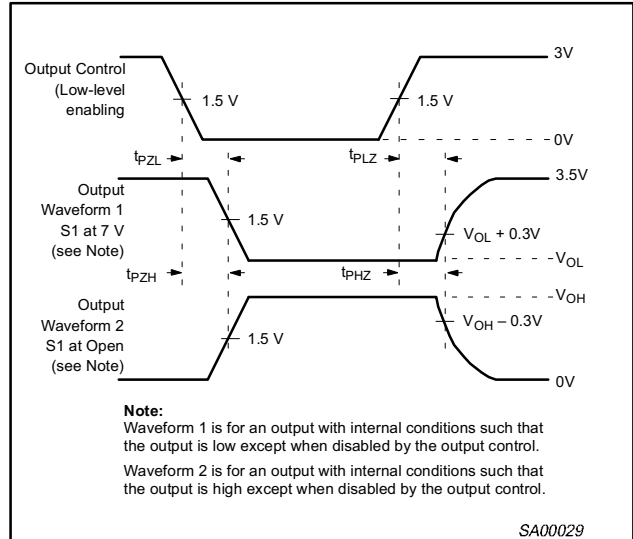 3V
Output Control
(Low-level
enabling
1.5 V
1.5 V
0V
tPZL
tPLZ
3.5V
Output
Waveform 1
S1 at 7 V
(see Note)
1.5 V
VOL + 0.3V
VOL
tPZH
tPHZ
VOH
Output
Waveform 2
S1 at Open
(see Note)
1.5 V
VOH – 0.3V
0V
Note:
Waveform 1 is for an output with internal conditions such that
the output is low except when disabled by the output control.
Waveform 2 is for an output with internal conditions such that
the output is high except when disabled by the output control.
SA00029